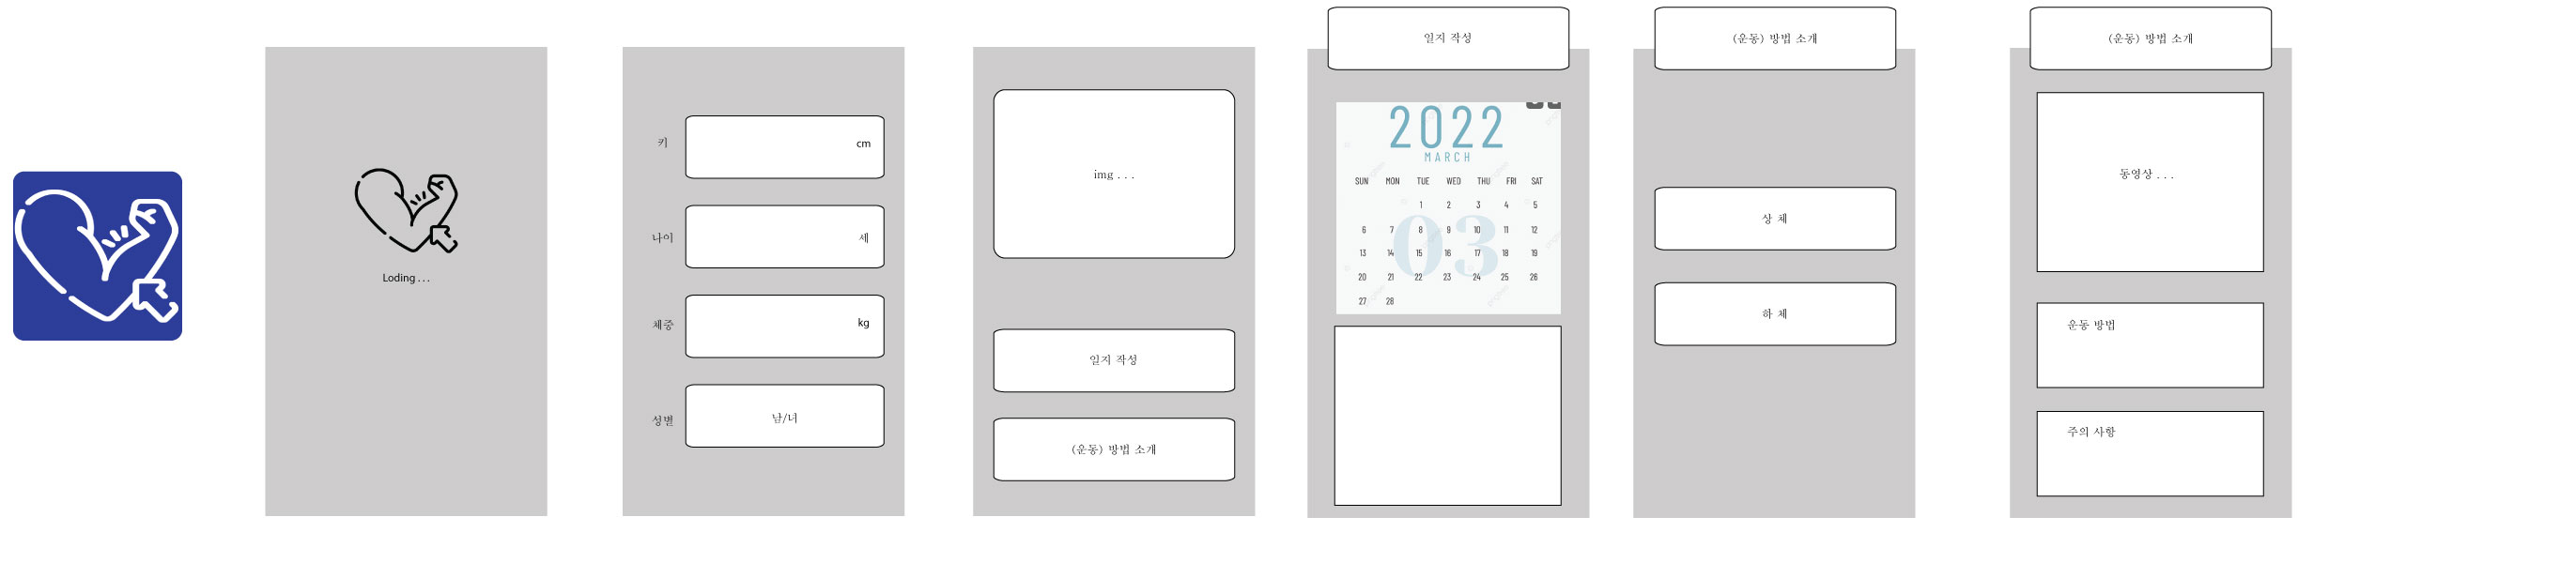 Loding . . .
키
cm
나이
세
체중
kg
성별
남/녀
img . . .
일지 작성
(운동) 방법 소개
일지 작성
2022
MARCH
03
SUN MON TUE WED THU FRI SAT
1 2 3 4 5
6 7 8 9 10 11 12
13 14 15 16 17 18 19
20 21 22 23 24 25 26
27 28
(운동) 방법 소개
상 체
하 체
(운동) 방법 소개
동영상 . . .
운동 방법
주의 사항